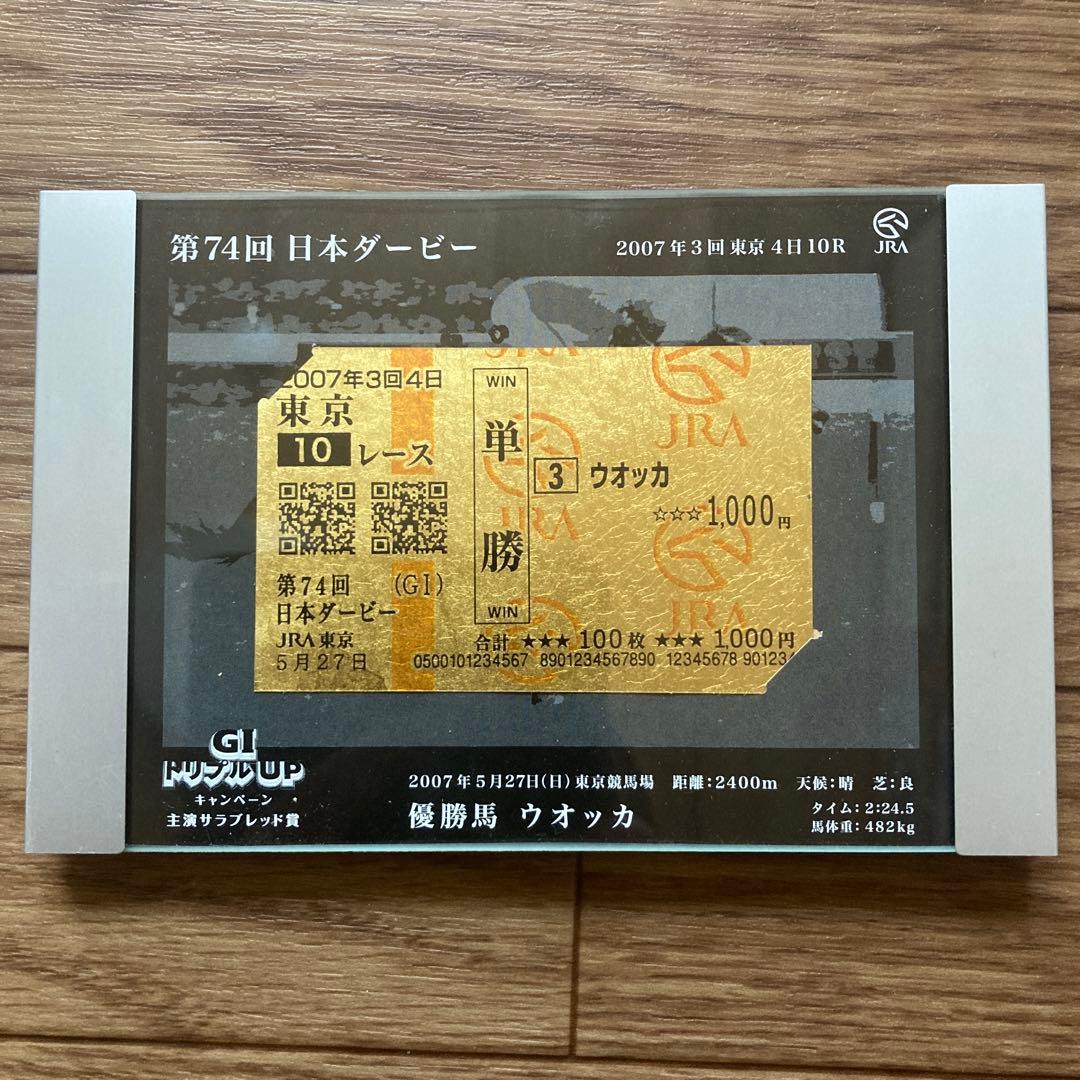 第74回 日本ダービー
2007年3回東京4日10R
JRA
2007年3回4日
東京
10 レース
第74回 (GI)
日本ダービー
JRA東京
5月27日
WIN
単勝
WIN
3 ウオッカ
☆☆☆1,000円
合計 ★★★100枚 ★★★1,000円
0500101234567 8901234567890 12345678 90123
JRA
JRA
JRA
JRA
GI
トリプルUP
キャンペーン
主演サラブレッド賞
2007年5月27日(日)東京競馬場 距離:2400m 天候:晴 芝:良
優勝馬 ウオッカ
タイム:2:24.5
馬体重:482kg